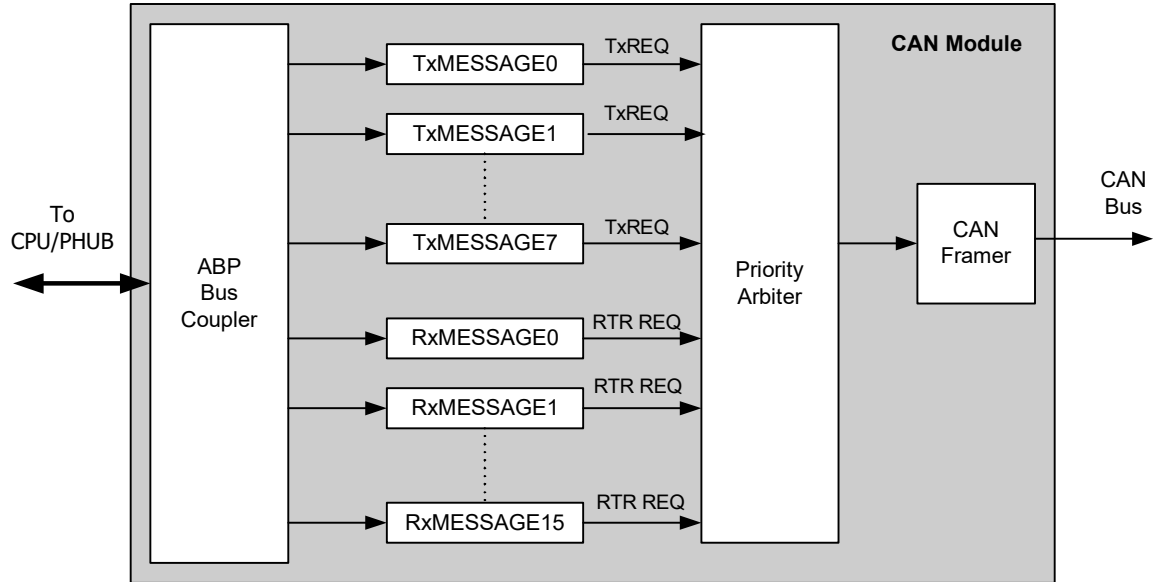 CAN Module
TxMESSAGE0
TxREQ
TxMESSAGE1
TxREQ
TxMESSAGE7
TxREQ
To
CPU/PHUB
ABP
Bus
Coupler
RxMESSAGE0
RTR REQ
RxMESSAGE1
RTR REQ
RxMESSAGE15
RTR REQ
Priority
Arbiter
CAN
Framer
CAN
Bus